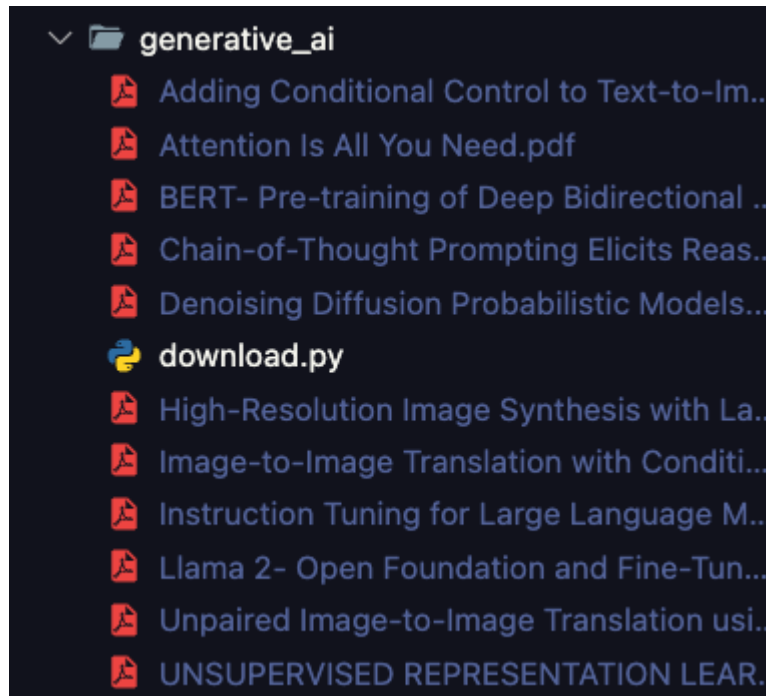 generative_ai
Adding Conditional Control to Text-to-Im...
Attention Is All You Need.pdf
BERT- Pre-training of Deep Bidirectional ...
Chain-of-Thought Prompting Elicits Reas...
Denoising Diffusion Probabilistic Models...
download.py
High-Resolution Image Synthesis with La...
Image-to-Image Translation with Conditi...
Instruction Tuning for Large Language M...
Llama 2- Open Foundation and Fine-Tun...
Unpaired Image-to-Image Translation usi...
UNSUPERVISED REPRESENTATION LEAR...